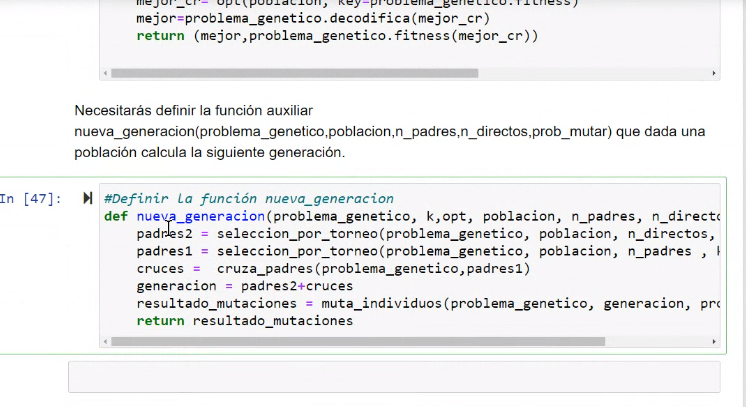 mejor_cr= opt(poblacion, key=problema_genetico.fitness)
mejor=problema_genetico.decodifica(mejor_cr)
return (mejor,problema_genetico.fitness(mejor_cr))
Necesitarás definir la función auxiliar
nueva_generacion(problema_genetico,poblacion,n_padres,n_directos,prob_mutar) que dada una
población calcula la siguiente generación.
In [47]:
#Definir la función nueva_generacion
def nueva_generacion(problema_genetico, k,opt, poblacion, n_padres, n_directo
padres2 = seleccion_por_torneo(problema_genetico, poblacion, n_directos,
padres1 = seleccion_por_torneo(problema_genetico, poblacion, n_padres , k
cruces =  cruza_padres(problema_genetico,padres1)
generacion = padres2+cruces
resultado_mutaciones = muta_individuos(problema_genetico, generacion, pro
return resultado_mutaciones